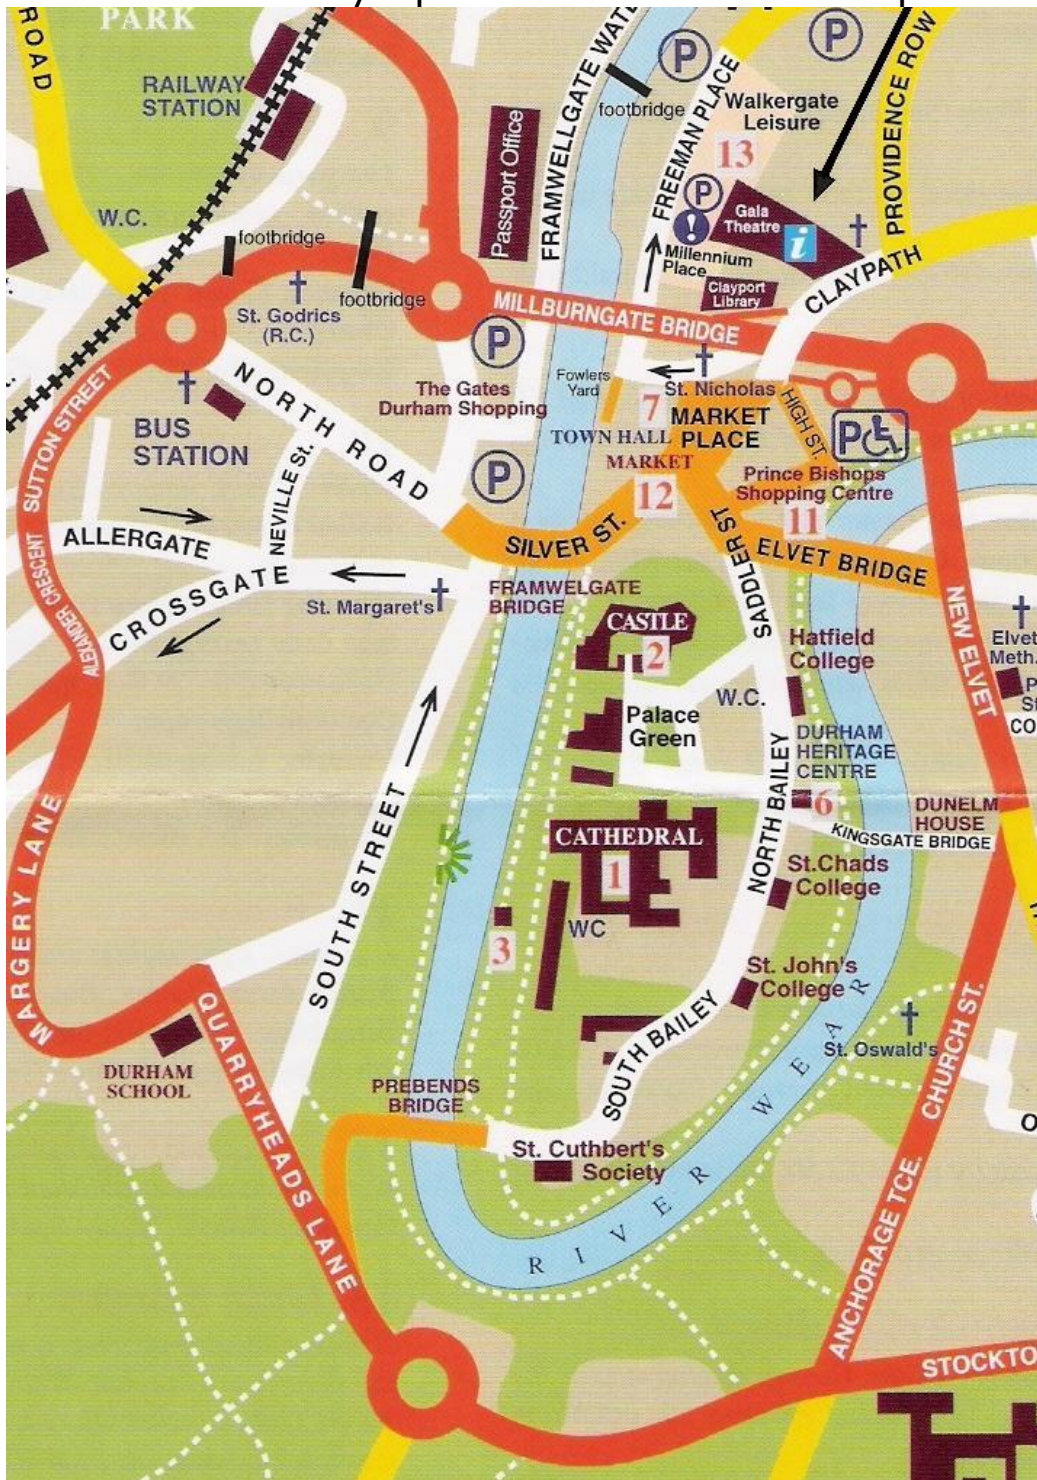 PARK
ROAD
RAILWAY
STATION
W.C.
footbridge
footbridge
St. Godrics
(R.C.)
Passport Office
FRAMWELLGATE WATE
footbridge
P
P
FREEMAN PLACE
Walkergate
Leisure
13
PROVIDENCE ROW
P
!
Gala
Theatre
i
Millennium
Place
Clayport
Library
CLAYPATH
MILLBURNGATE BRIDGE
P
The Gates
Durham Shopping
Fowlers
Yard
St. Nicholas
7
MARKET
PLACE
TOWN HALL
MARKET
12
HIGH ST.
P
Prince Bishops
Shopping Centre
11
BUS
STATION
NORTH ROAD
P
SUTTON STREET
NEVILLE St.
ALLERGATE
CROSSGATE
ALEXANDER CRESCENT
St. Margaret's
SILVER ST.
FRAMWELGATE
BRIDGE
SADDLER ST
ELVET BRIDGE
NEW ELVET
Elvet
Meth.
P
St
CO
CASTLE
2
Hatfield
College
W.C.
Palace
Green
DURHAM
HERITAGE
CENTRE
6
NORTH BAILEY
DUNELM
HOUSE
KINGSGATE BRIDGE
CATHEDRAL
1
St.Chads
College
WC
3
SOUTH STREET
MARGERY LANE
St. John's
College
SOUTH BAILEY
St. Oswald's
CHURCH ST.
DURHAM
SCHOOL
QUARRYHEADS LANE
PREBENDS
BRIDGE
St. Cuthbert's
Society
RIVER WEAR
O
ANCHORAGE TCE.
STOCKTO